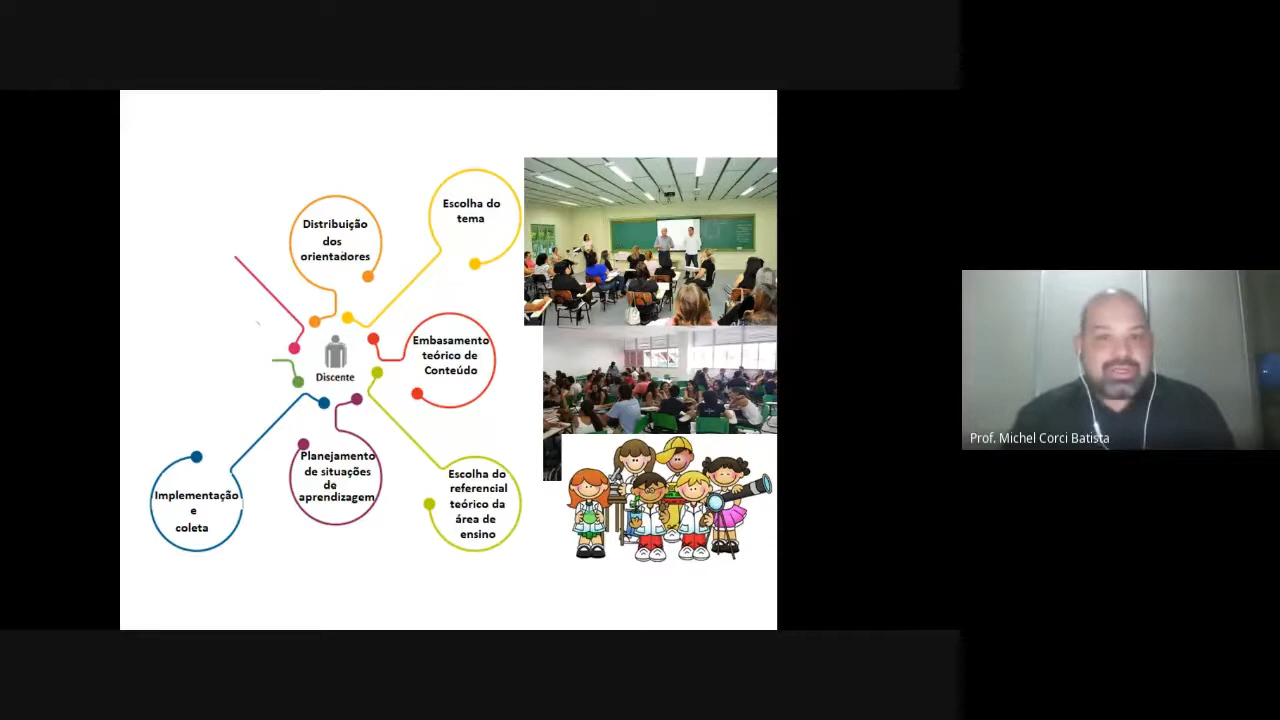 Distribuição
dos
orientadores
Escolha do
tema
Embasamento
teórico de
Conteúdo
Discente
Escolha do
referencial
teórico da
área de
ensino
Planejamento
de situações
de
aprendizagem
Implementação
e
coleta
Prof. Michel Corci Batista